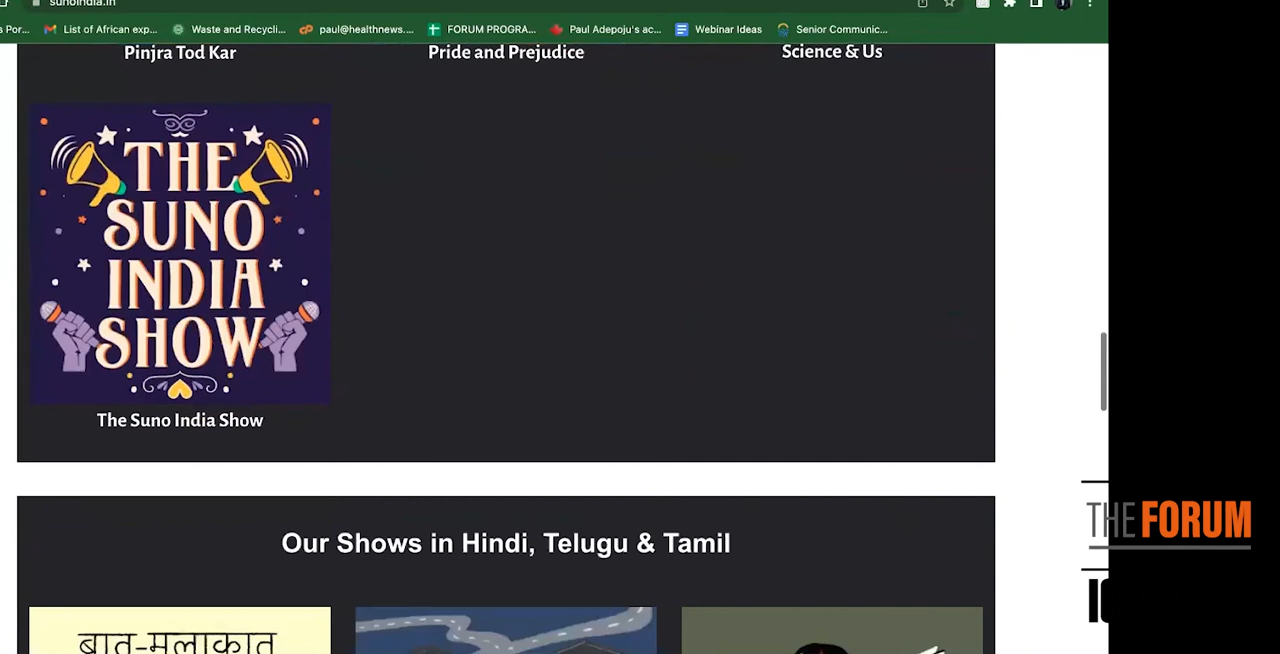 sunoindia.in
s Por...
List of African exp...
Waste and Recycli...
paul@healthnews....
FORUM PROGRA...
Paul Adepoju's ac...
Webinar Ideas
Senior Communic...
Pinjra Tod Kar
Pride and Prejudice
Science & Us
THE
SUNO
INDIA
SHOW
The Suno India Show
THE FORUM
Our Shows in Hindi, Telugu & Tamil
बात-मुलाकात